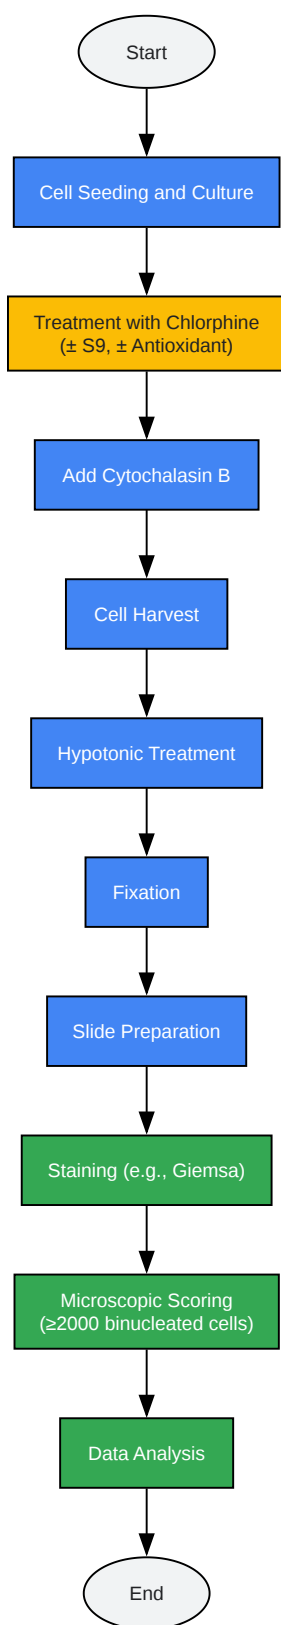 Start
Cell Seeding and Culture
Treatment with Chlorphine
(± S9, ± Antioxidant)
Add Cytochalasin B
Cell Harvest
Hypotonic Treatment
Fixation
Slide Preparation
Staining (e.g., Giemsa)
Microscopic Scoring
(≥2000 binucleated cells)
Data Analysis
End